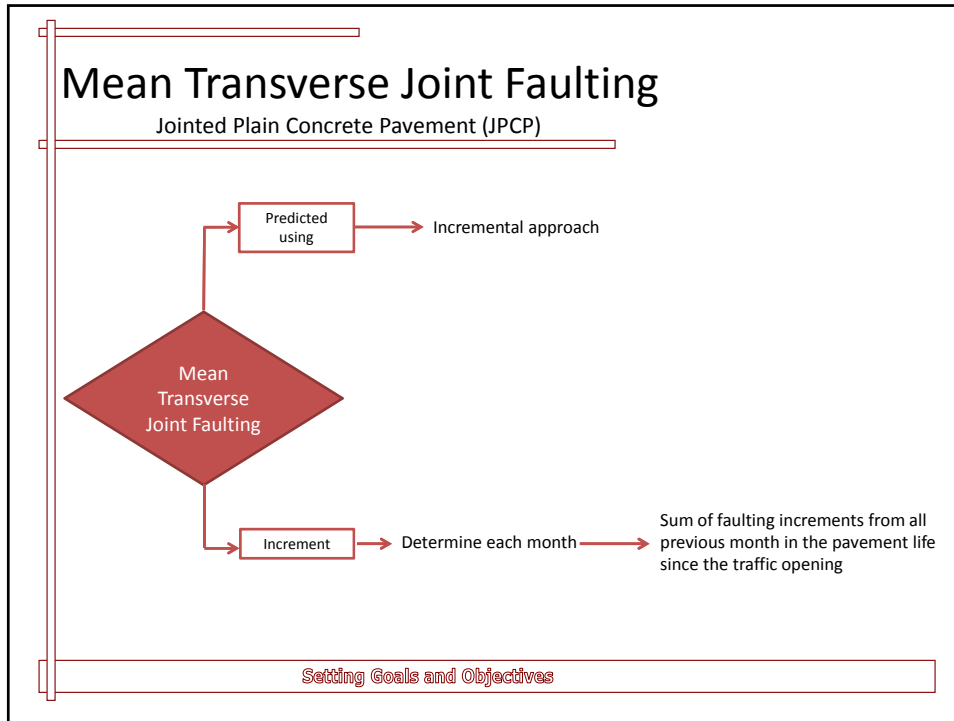 Mean Transverse Joint Faulting
Jointed Plain Concrete Pavement (JPCP)
Predicted
using
Incremental approach
Mean
Transverse
Joint Faulting
Increment
Determine each month
Sum of faulting increments from all
previous month in the pavement life
since the traffic opening
Setting Goals and Objectives